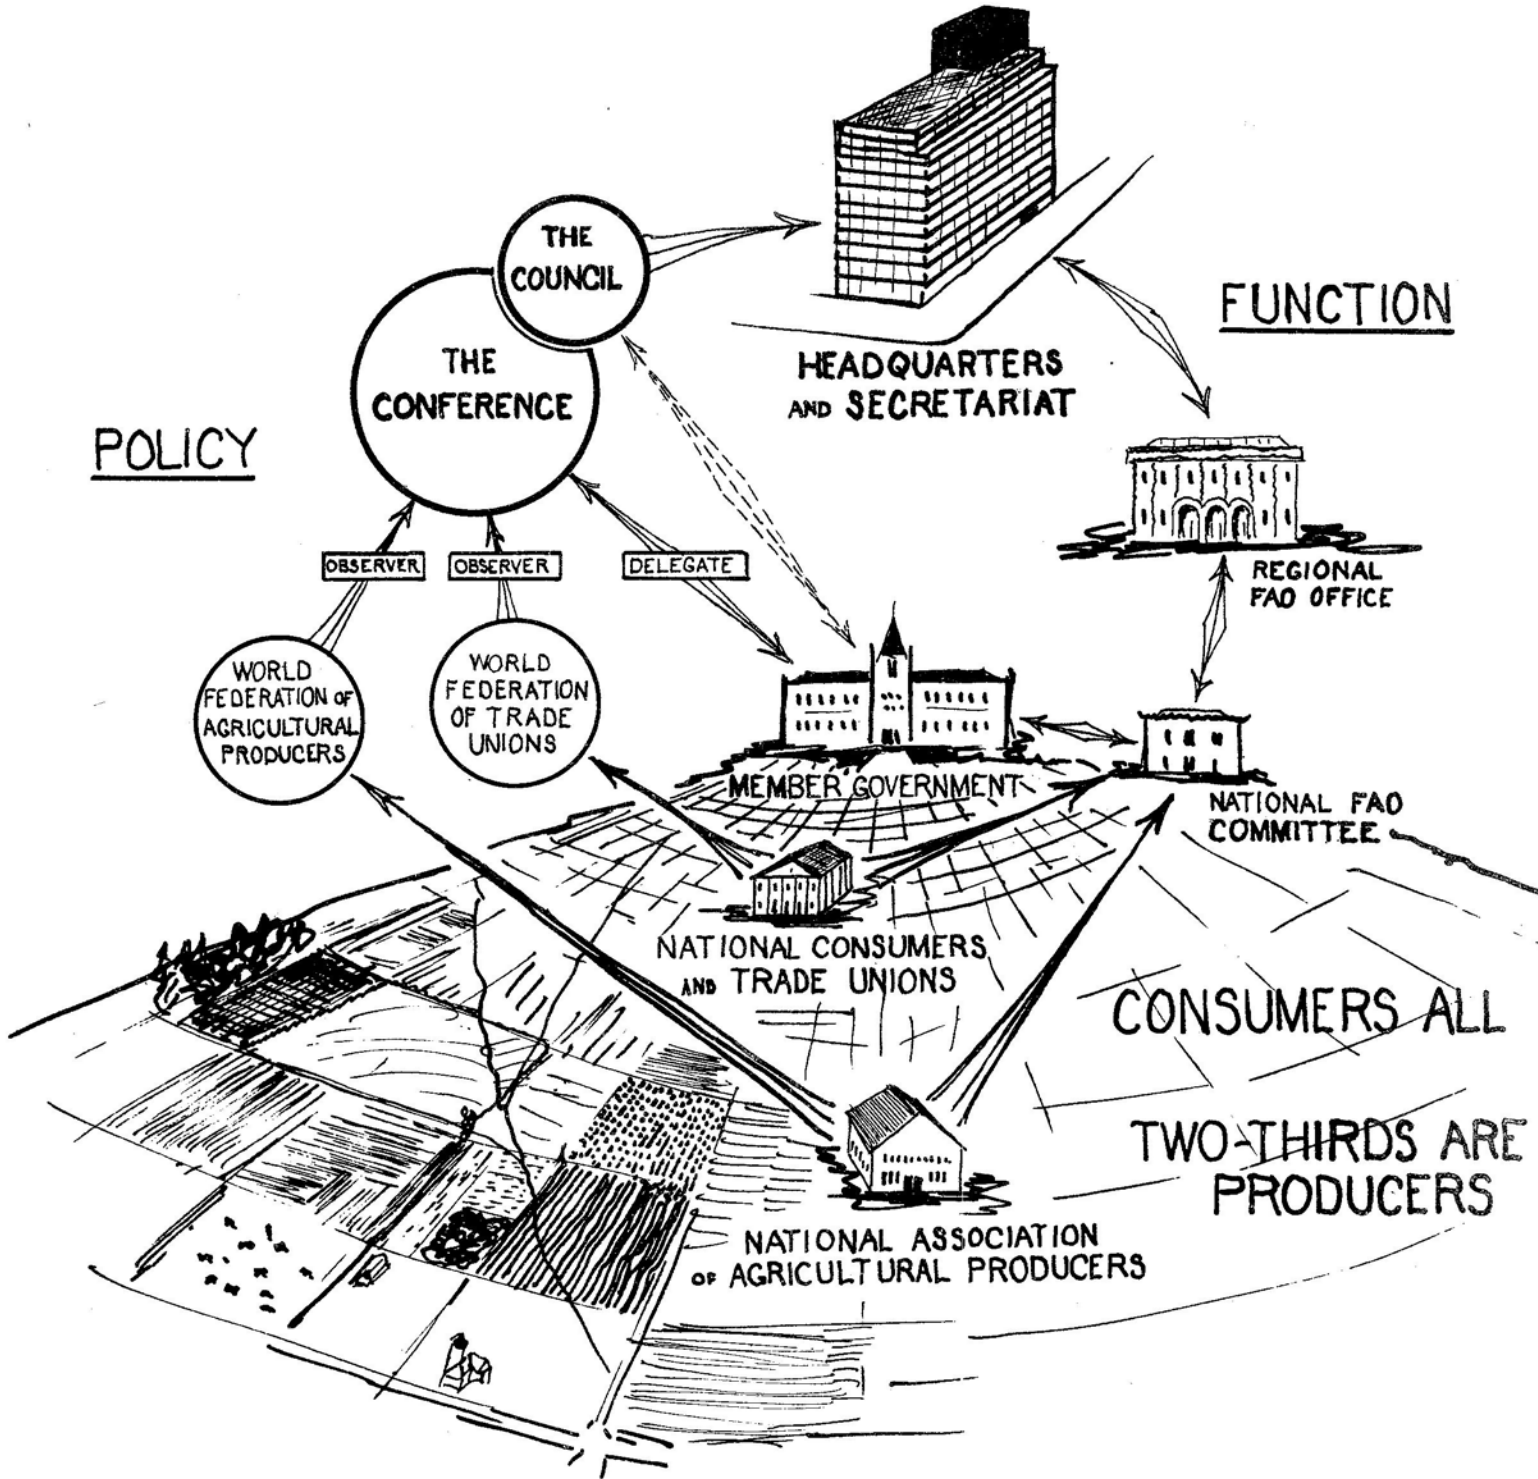 THE
COUNCIL
THE
CONFERENCE
FUNCTION
HEADQUARTERS
AND SECRETARIAT
POLICY
OBSERVER
OBSERVER
DELEGATE
REGIONAL
FAO OFFICE
WORLD
FEDERATION OF
AGRICULTURAL
PRODUCERS
WORLD
FEDERATION
OF TRADE
UNIONS
MEMBER GOVERNMENT
NATIONAL FAO
COMMITTEE
NATIONAL CONSUMERS
AND TRADE UNIONS
CONSUMERS ALL
TWO-THIRDS ARE
PRODUCERS
NATIONAL ASSOCIATION
OF AGRICULTURAL PRODUCERS